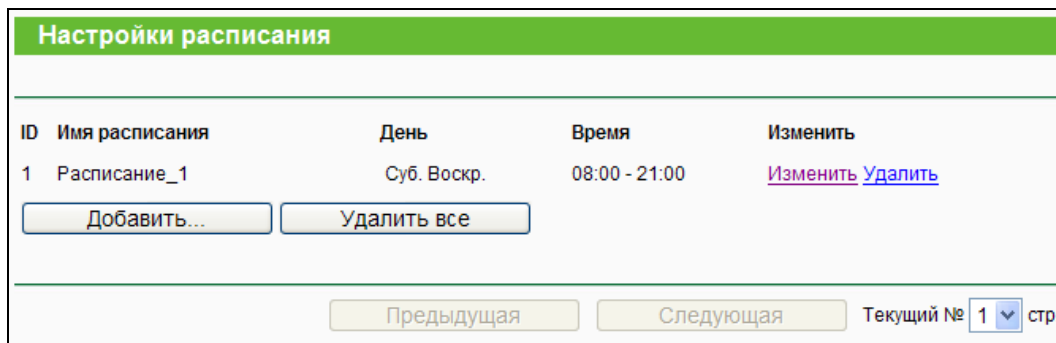 Настройки расписания
ID Имя расписания День Время Изменить
1 Расписание_1 Суб. Воскр. 08:00 - 21:00 Изменить Удалить
Добавить... Удалить все
Предыдущая Следующая Текущий № 1 стр